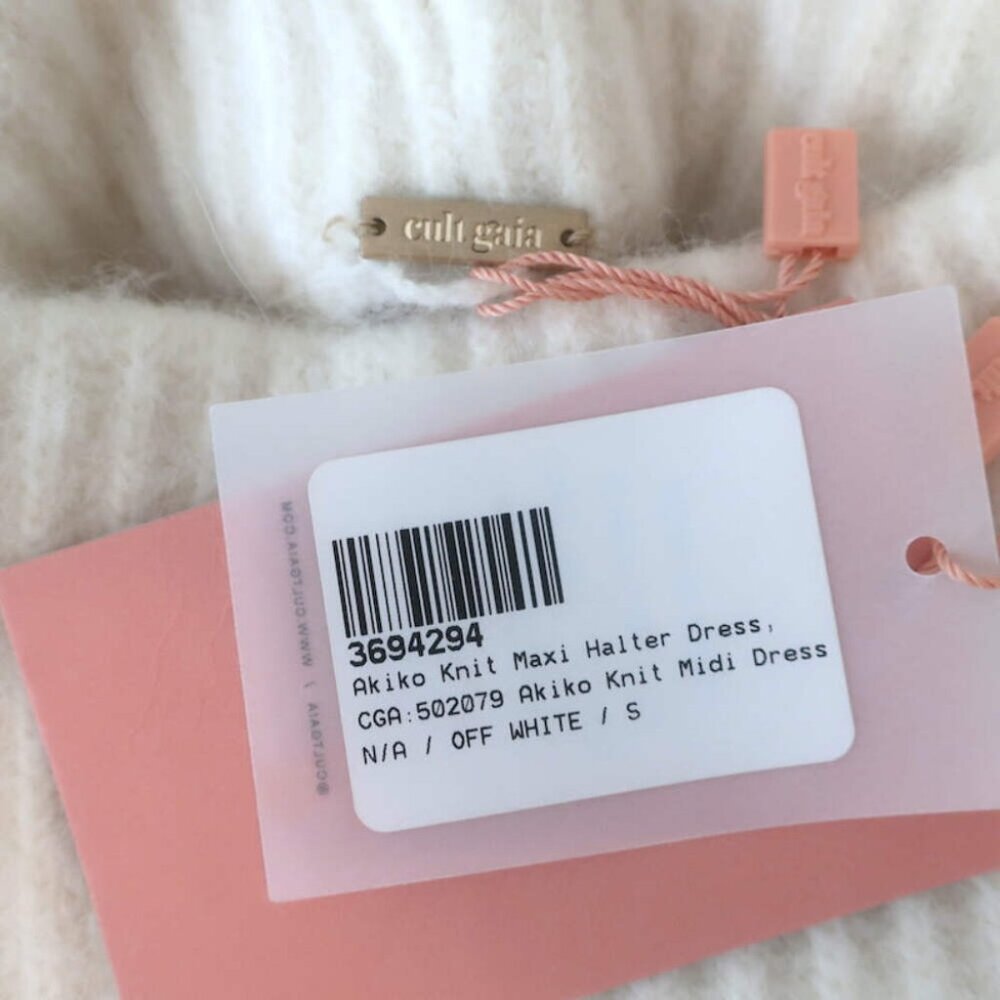 cult gaia
cult gaia
3694294
Akiko Knit Maxi Halter Dress,
CGA:502079 Akiko Knit Midi Dress
N/A / OFF WHITE / S
@CULTGAIA \ WWW.CULTGAIA.COM